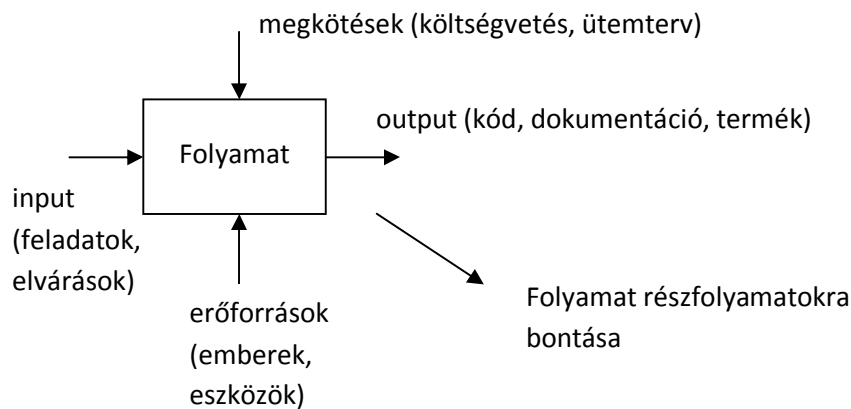 megkötések (költségvetés, ütemterv)
output (kód, dokumentáció, termék)
Folyamat
input
(feladatok,
elvárások)
erőforrások
(emberek,
eszközök)
Folyamat részfolyamatokra
bontása